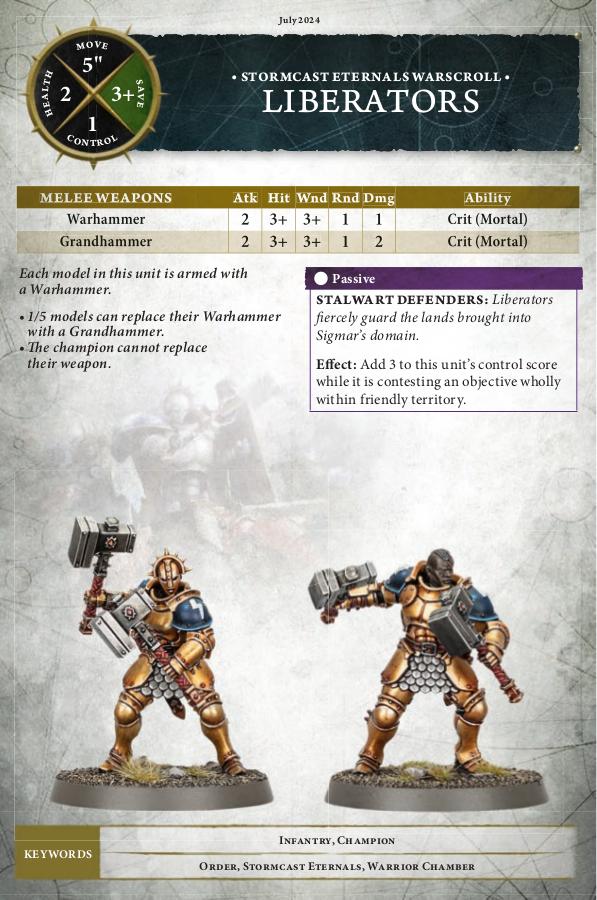 July 2024
MOVE
5"
HEALTH
2
3+
SAVE
1
CONTROL
• STORMCAST ETERNALS WARSCROLL •
LIBERATORS
MELEE WEAPONS Atk Hit Wnd Rnd Dmg Ability
Warhammer 2 3+ 3+ 1 1 Crit (Mortal)
Grandhammer 2 3+ 3+ 1 2 Crit (Mortal)
Each model in this unit is armed with
a Warhammer.
• 1/5 models can replace their Warhammer
with a Grandhammer.
• The champion cannot replace
their weapon.
Passive
STALWART DEFENDERS: Liberators
fiercely guard the lands brought into
Sigmar's domain.
Effect: Add 3 to this unit's control score
while it is contesting an objective wholly
within friendly territory.
KEYWORDS
INFANTRY, CHAMPION
ORDER, STORMCAST ETERNALS, WARRIOR CHAMBER